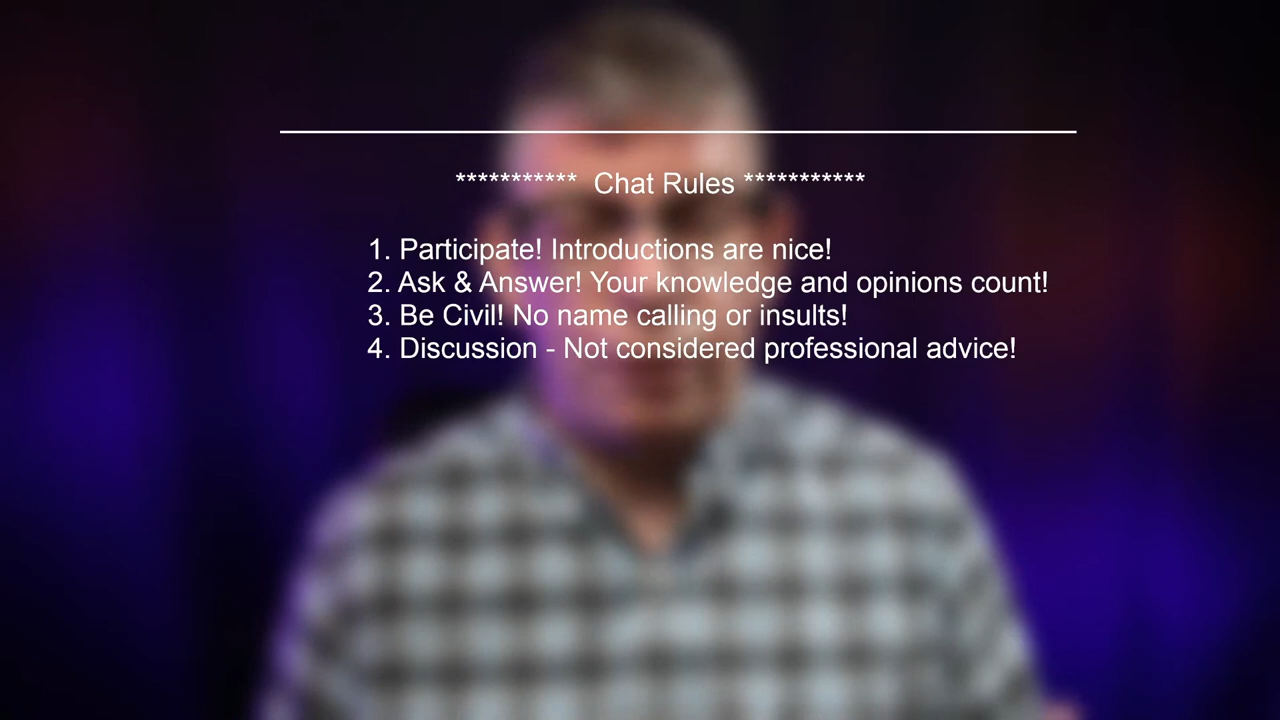 *********** Chat Rules ***********
1. Participate! Introductions are nice!
2. Ask & Answer! Your knowledge and opinions count!
3. Be Civil! No name calling or insults!
4. Discussion - Not considered professional advice!